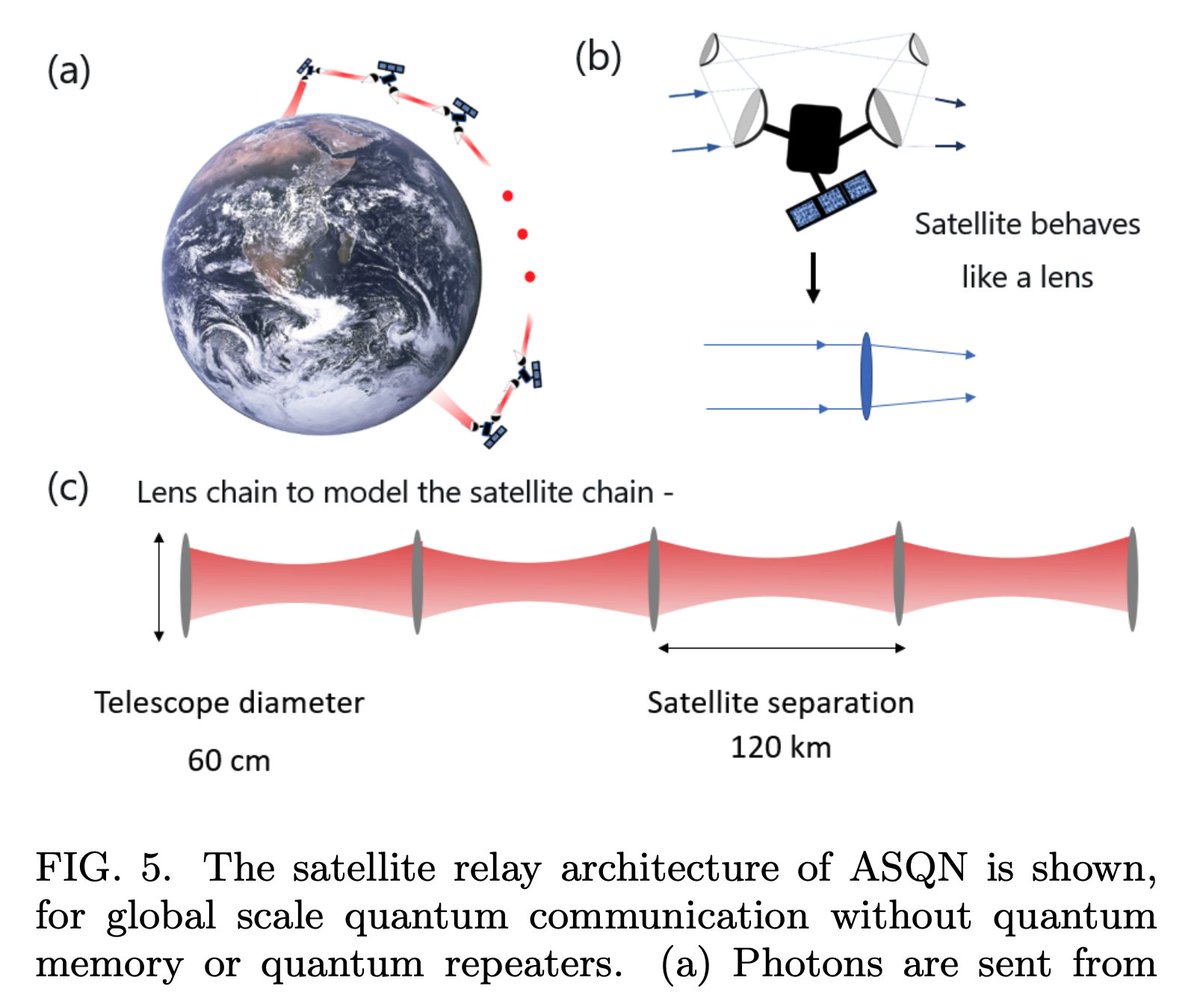 (a)
(b)
Satellite behaves
like a lens
(c) Lens chain to model the satellite chain -
Telescope diameter
60 cm
Satellite separation
120 km
FIG. 5. The satellite relay architecture of ASQN is shown,
for global scale quantum communication without quantum
memory or quantum repeaters. (a) Photons are sent from